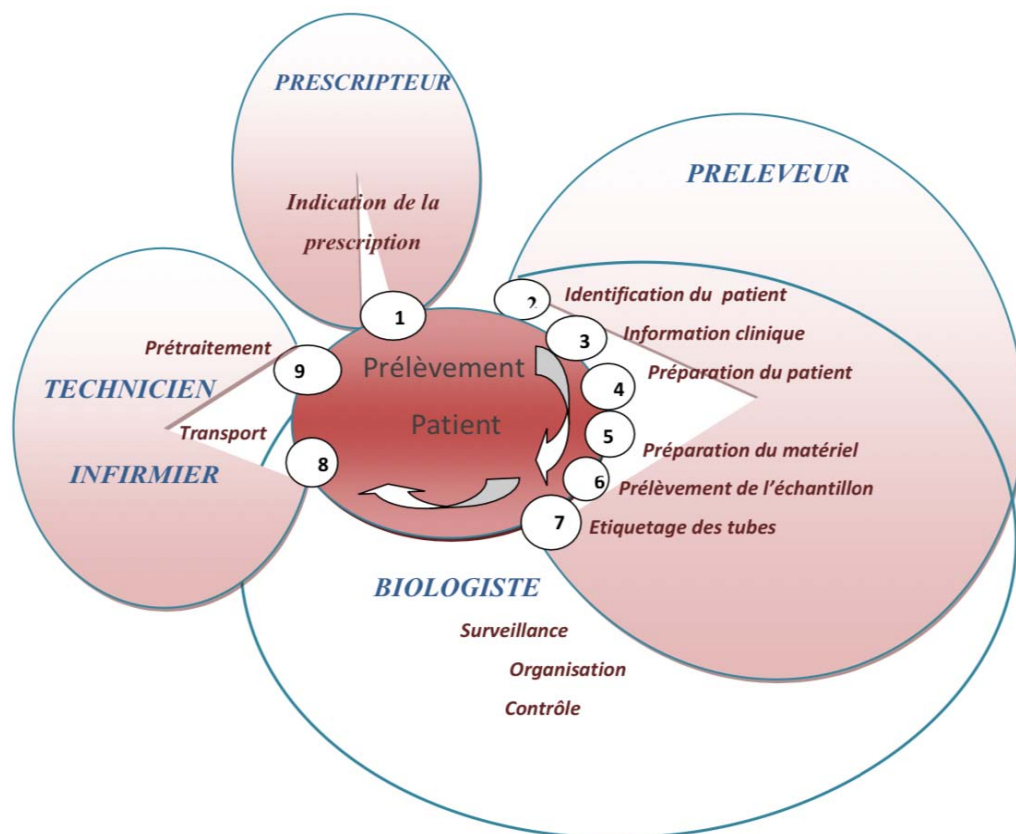 PRESCRIPTEUR
Indication de la
prescription
PRELEVEUR
1
2
Identification du patient
3
Information clinique
4
Préparation du patient
5
Préparation du matériel
6
Prélèvement de l’échantillon
7
Etiquetage des tubes
Prélèvement
Patient
9
Prétraitement
TECHNICIEN
Transport
8
INFIRMIER
BIOLOGISTE
Surveillance
Organisation
Contrôle